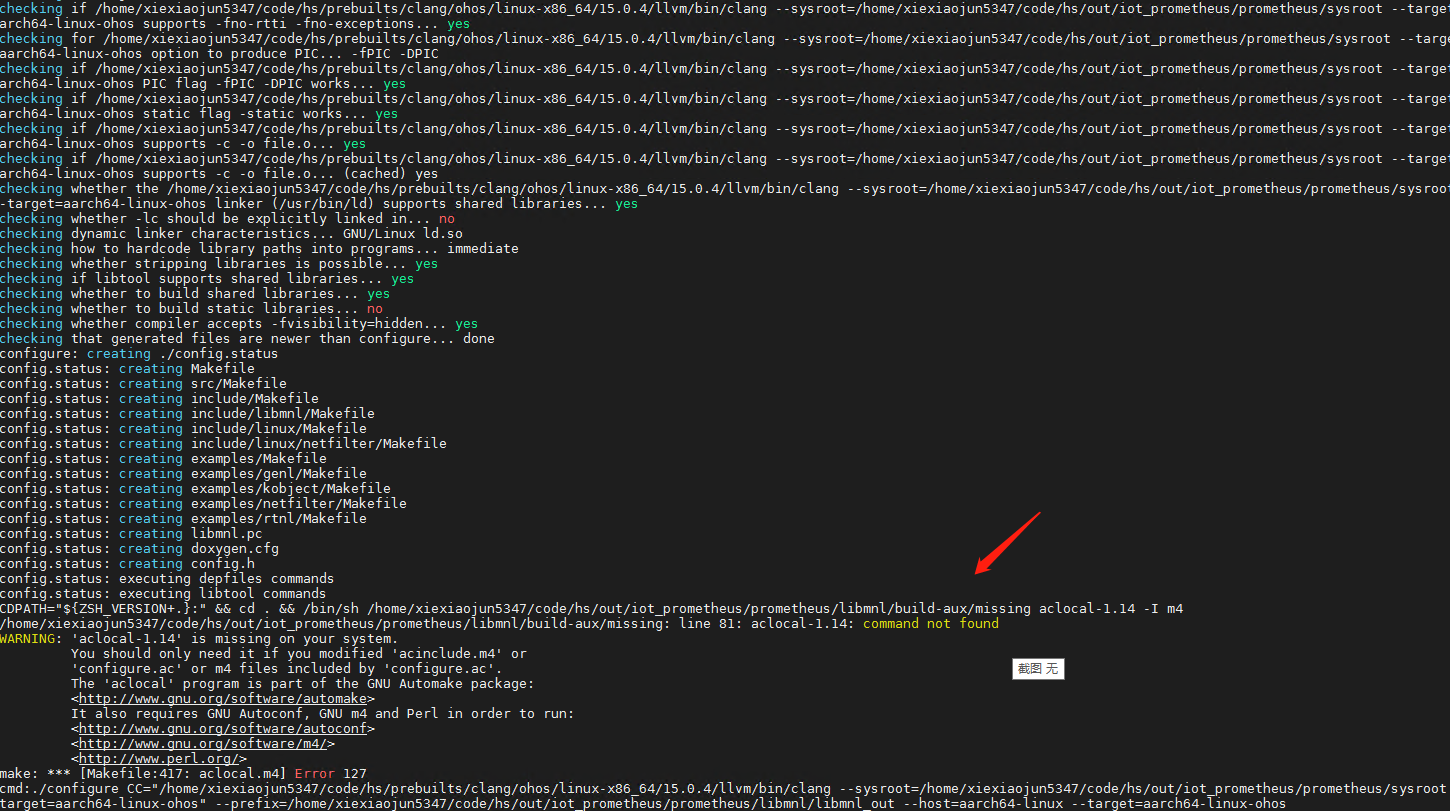 checking if /home/xiexiaojun5347/code/hs/prebuilts/clang/ohos/linux-x86_64/15.0.4/llvm/bin/clang --sysroot=/home/xiexiaojun5347/code/hs/out/iot_prometheus/prometheus/sysroot --target
aarch64-linux-ohos supports -fno-rtti -fno-exceptions... yes
checking for /home/xiexiaojun5347/code/hs/prebuilts/clang/ohos/linux-x86_64/15.0.4/llvm/bin/clang --sysroot=/home/xiexiaojun5347/code/hs/out/iot_prometheus/prometheus/sysroot --targe
aarch64-linux-ohos option to produce PIC... -fPIC -DPIC
checking if /home/xiexiaojun5347/code/hs/prebuilts/clang/ohos/linux-x86_64/15.0.4/llvm/bin/clang --sysroot=/home/xiexiaojun5347/code/hs/out/iot_prometheus/prometheus/sysroot --target
aarch64-linux-ohos PIC flag -fPIC -DPIC works... yes
checking if /home/xiexiaojun5347/code/hs/prebuilts/clang/ohos/linux-x86_64/15.0.4/llvm/bin/clang --sysroot=/home/xiexiaojun5347/code/hs/out/iot_prometheus/prometheus/sysroot --target
aarch64-linux-ohos static flag -static works... yes
checking if /home/xiexiaojun5347/code/hs/prebuilts/clang/ohos/linux-x86_64/15.0.4/llvm/bin/clang --sysroot=/home/xiexiaojun5347/code/hs/out/iot_prometheus/prometheus/sysroot --target
aarch64-linux-ohos supports -c -o file.o... yes
checking if /home/xiexiaojun5347/code/hs/prebuilts/clang/ohos/linux-x86_64/15.0.4/llvm/bin/clang --sysroot=/home/xiexiaojun5347/code/hs/out/iot_prometheus/prometheus/sysroot --target
aarch64-linux-ohos supports -c -o file.o... (cached) yes
checking whether the /home/xiexiaojun5347/code/hs/prebuilts/clang/ohos/linux-x86_64/15.0.4/llvm/bin/clang --sysroot=/home/xiexiaojun5347/code/hs/out/iot_prometheus/prometheus/sysroot
-target=aarch64-linux-ohos linker (/usr/bin/ld) supports shared libraries... yes
checking whether -lc should be explicitly linked in... no
checking dynamic linker characteristics... GNU/Linux ld.so
checking how to hardcode library paths into programs... immediate
checking whether stripping libraries is possible... yes
checking if libtool supports shared libraries... yes
checking whether to build shared libraries... yes
checking whether to build static libraries... no
checking whether compiler accepts -fvisibility=hidden... yes
checking that generated files are newer than configure... done
configure: creating ./config.status
config.status: creating Makefile
config.status: creating src/Makefile
config.status: creating include/Makefile
config.status: creating include/libmnl/Makefile
config.status: creating include/linux/Makefile
config.status: creating include/linux/netfilter/Makefile
config.status: creating examples/Makefile
config.status: creating examples/genl/Makefile
config.status: creating examples/kobject/Makefile
config.status: creating examples/netfilter/Makefile
config.status: creating examples/rtnl/Makefile
config.status: creating libmnl.pc
config.status: creating doxygen.cfg
config.status: creating config.h
config.status: executing depfiles commands
config.status: executing libtool commands
CDPATH="${ZSH_VERSION+.}:" && cd . && /bin/sh /home/xiexiaojun5347/code/hs/out/iot_prometheus/prometheus/libmnl/build-aux/missing aclocal-1.14 -I m4
/home/xiexiaojun5347/code/hs/out/iot_prometheus/prometheus/libmnl/build-aux/missing: line 81: aclocal-1.14: command not found
WARNING: 'aclocal-1.14' is missing on your system.
You should only need it if you modified 'acinclude.m4' or
'configure.ac' or m4 files included by 'configure.ac'.
The 'aclocal' program is part of the GNU Automake package:
<http://www.gnu.org/software/automake>
It also requires GNU Autoconf, GNU m4 and Perl in order to run:
<http://www.gnu.org/software/autoconf>
<http://www.gnu.org/software/m4/>
<http://www.perl.org/>
截图 无
make: *** [Makefile:417: aclocal.m4] Error 127
cmd:./configure CC="/home/xiexiaojun5347/code/hs/prebuilts/clang/ohos/linux-x86_64/15.0.4/llvm/bin/clang --sysroot=/home/xiexiaojun5347/code/hs/out/iot_prometheus/prometheus/sysroot
target=aarch64-linux-ohos" --prefix=/home/xiexiaojun5347/code/hs/out/iot_prometheus/prometheus/libmnl/libmnl_out --host=aarch64-linux --target=aarch64-linux-ohos